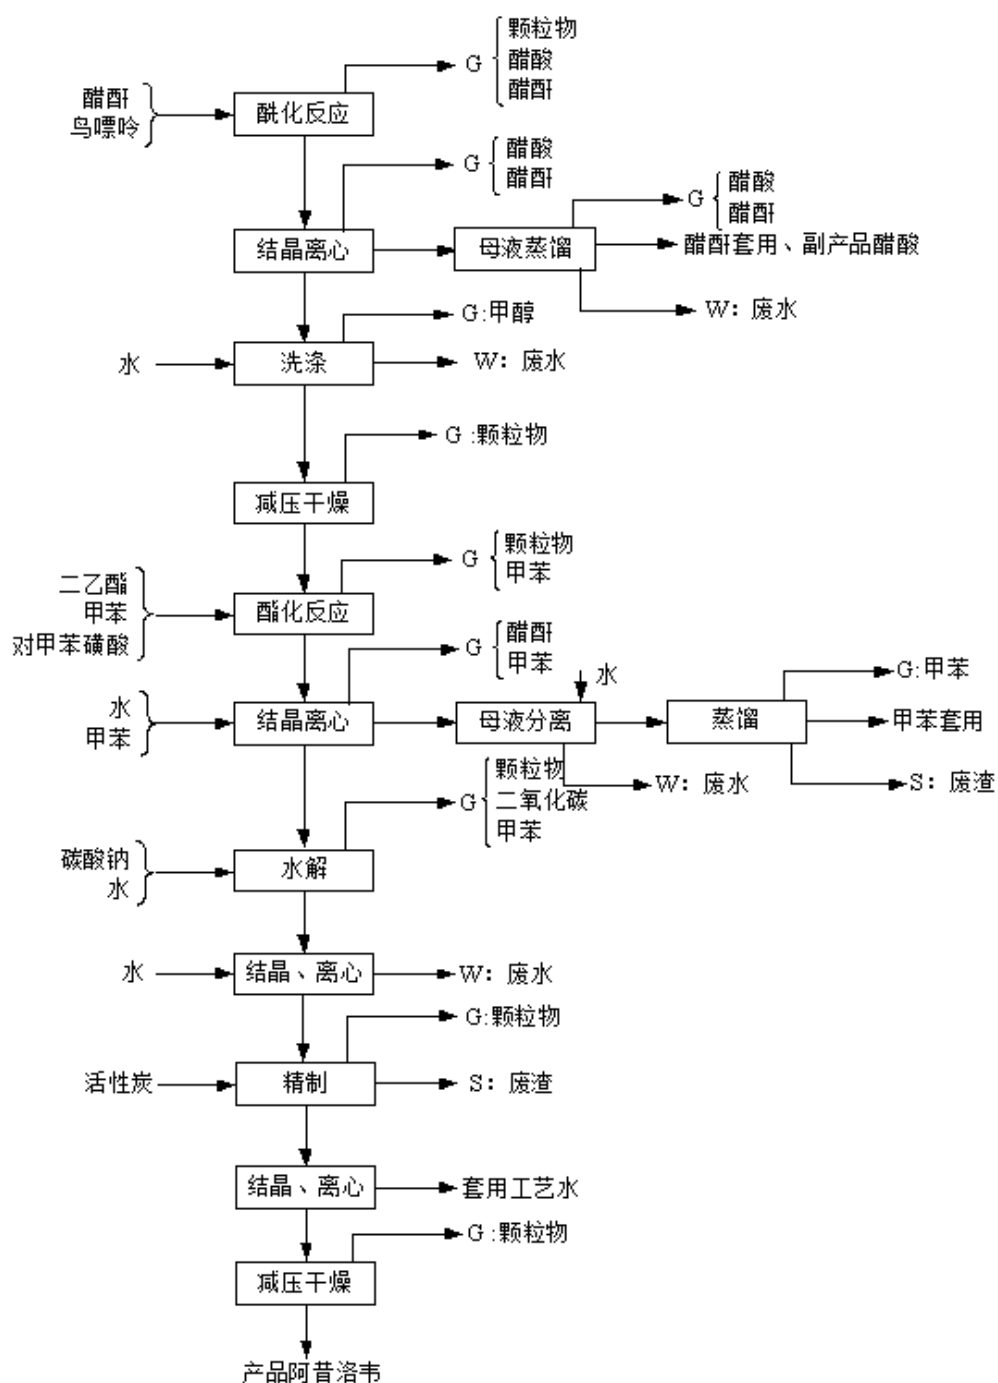 颗粒物
G 醋酸
醋酐
醋酐
鸟嘌呤
酰化反应
醋酸
G
醋酐
醋酸
G
醋酐
结晶离心
母液蒸馏
醋酐套用、副产品醋酸
G:甲醇
W：废水
水
洗涤
W：废水
G :颗粒物
减压干燥
颗粒物
G
甲苯
二乙酯
甲苯
对甲苯磺酸
酯化反应
醋酐
G
甲苯
水
G:甲苯
水
甲苯
结晶离心
母液分离
蒸馏
甲苯套用
颗粒物
G 二氧化碳
甲苯
W：废水
S：废渣
碳酸钠
水
水解
水
结晶、离心
W：废水
G:颗粒物
活性炭
精制
S：废渣
结晶、离心
套用工艺水
G :颗粒物
减压干燥
产品阿昔洛韦